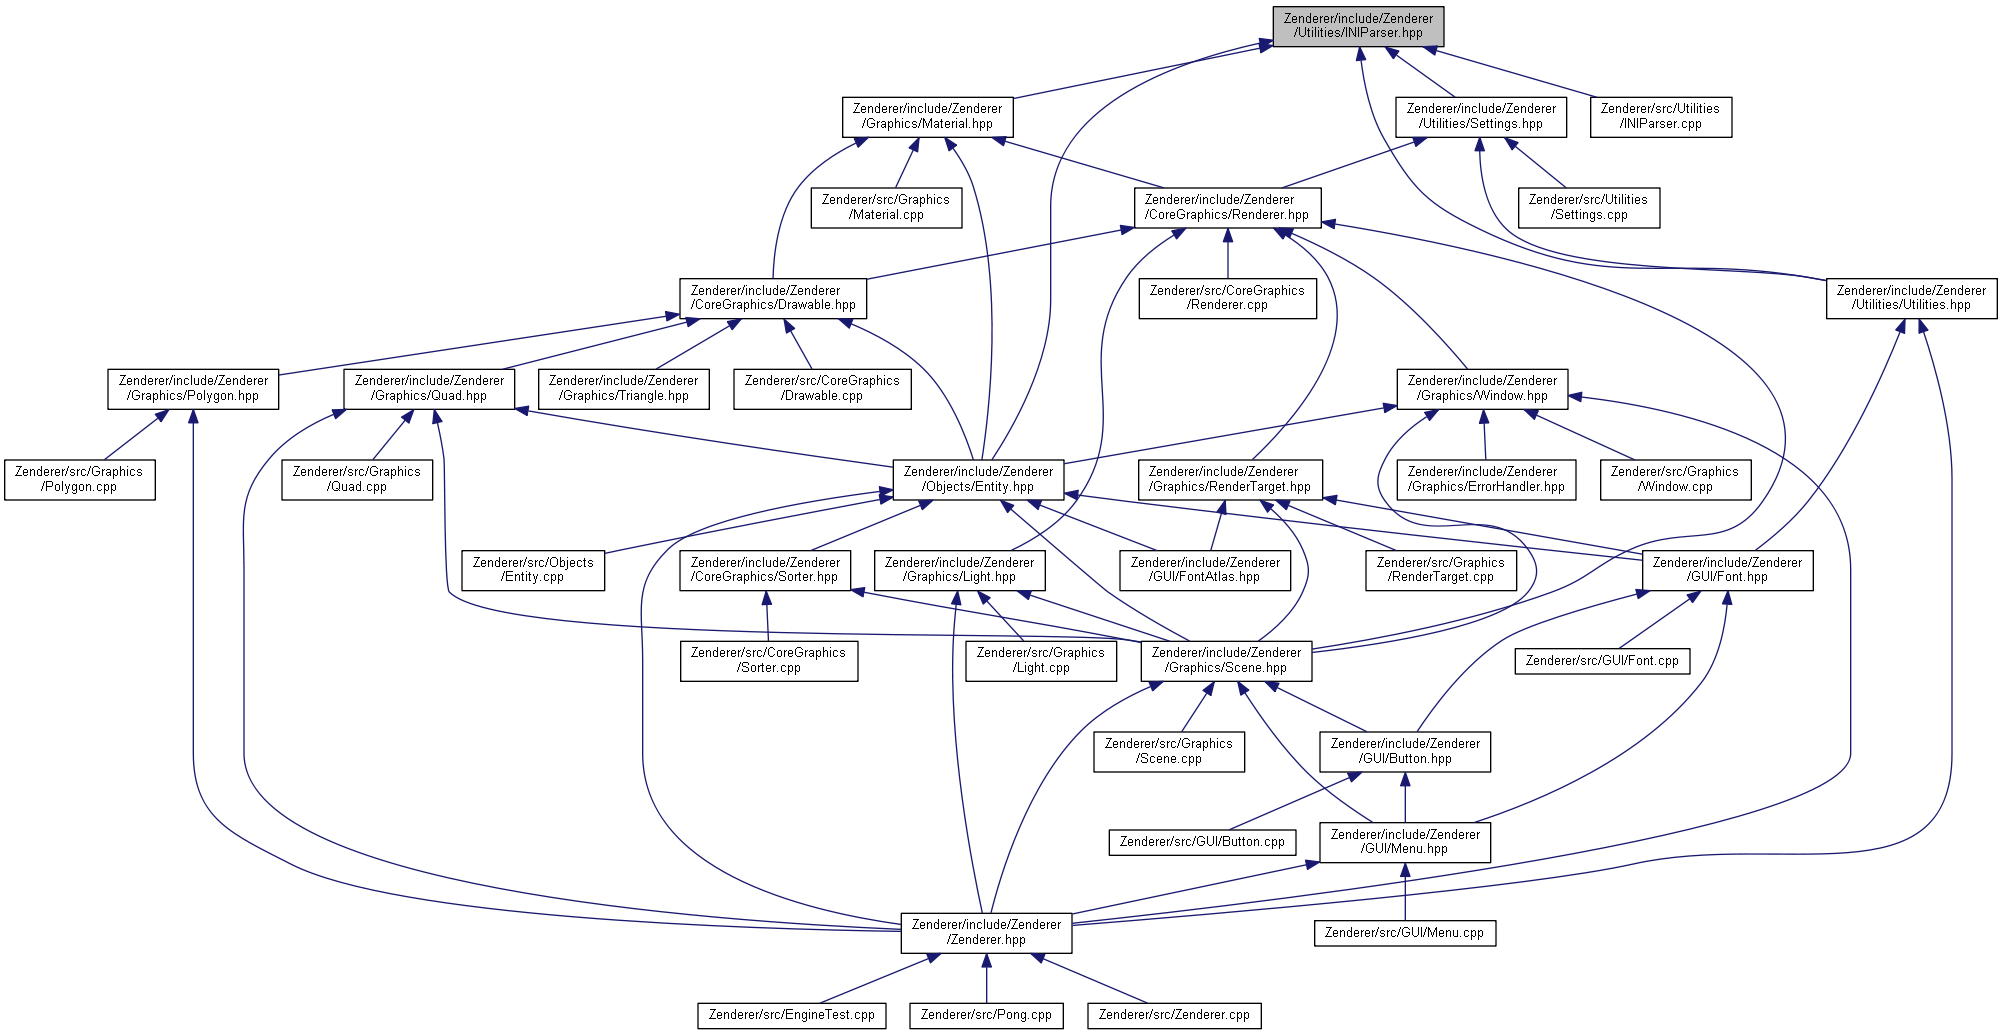 Zenderer/include/Zenderer
/Utilities/INIParser.hpp
Zenderer/include/Zenderer
/Graphics/Material.hpp
Zenderer/include/Zenderer
/Utilities/Settings.hpp
Zenderer/src/Utilities
/INIParser.cpp
Zenderer/src/Graphics
/Material.cpp
Zenderer/include/Zenderer
/CoreGraphics/Renderer.hpp
Zenderer/src/Utilities
/Settings.cpp
Zenderer/include/Zenderer
/CoreGraphics/Drawable.hpp
Zenderer/src/CoreGraphics
/Renderer.cpp
Zenderer/include/Zenderer
/Utilities/Utilities.hpp
Zenderer/include/Zenderer
/Graphics/Polygon.hpp
Zenderer/include/Zenderer
/Graphics/Quad.hpp
Zenderer/include/Zenderer
/Graphics/Triangle.hpp
Zenderer/src/CoreGraphics
/Drawable.cpp
Zenderer/include/Zenderer
/Graphics/Window.hpp
Zenderer/src/Graphics
/Polygon.cpp
Zenderer/src/Graphics
/Quad.cpp
Zenderer/include/Zenderer
/Objects/Entity.hpp
Zenderer/include/Zenderer
/Graphics/RenderTarget.hpp
Zenderer/include/Zenderer
/Graphics/ErrorHandler.hpp
Zenderer/src/Graphics
/Window.cpp
Zenderer/src/Objects
/Entity.cpp
Zenderer/include/Zenderer
/CoreGraphics/Sorter.hpp
Zenderer/include/Zenderer
/Graphics/Light.hpp
Zenderer/include/Zenderer
/GUI/FontAtlas.hpp
Zenderer/src/Graphics
/RenderTarget.cpp
Zenderer/include/Zenderer
/GUI/Font.hpp
Zenderer/src/CoreGraphics
/Sorter.cpp
Zenderer/src/Graphics
/Light.cpp
Zenderer/include/Zenderer
/Graphics/Scene.hpp
Zenderer/src/GUI/Font.cpp
Zenderer/src/Graphics
/Scene.cpp
Zenderer/include/Zenderer
/GUI/Button.hpp
Zenderer/src/GUI/Button.cpp
Zenderer/include/Zenderer
/GUI/Menu.hpp
Zenderer/include/Zenderer
/Zenderer.hpp
Zenderer/src/GUI/Menu.cpp
Zenderer/src/EngineTest.cpp
Zenderer/src/Pong.cpp
Zenderer/src/Zenderer.cpp